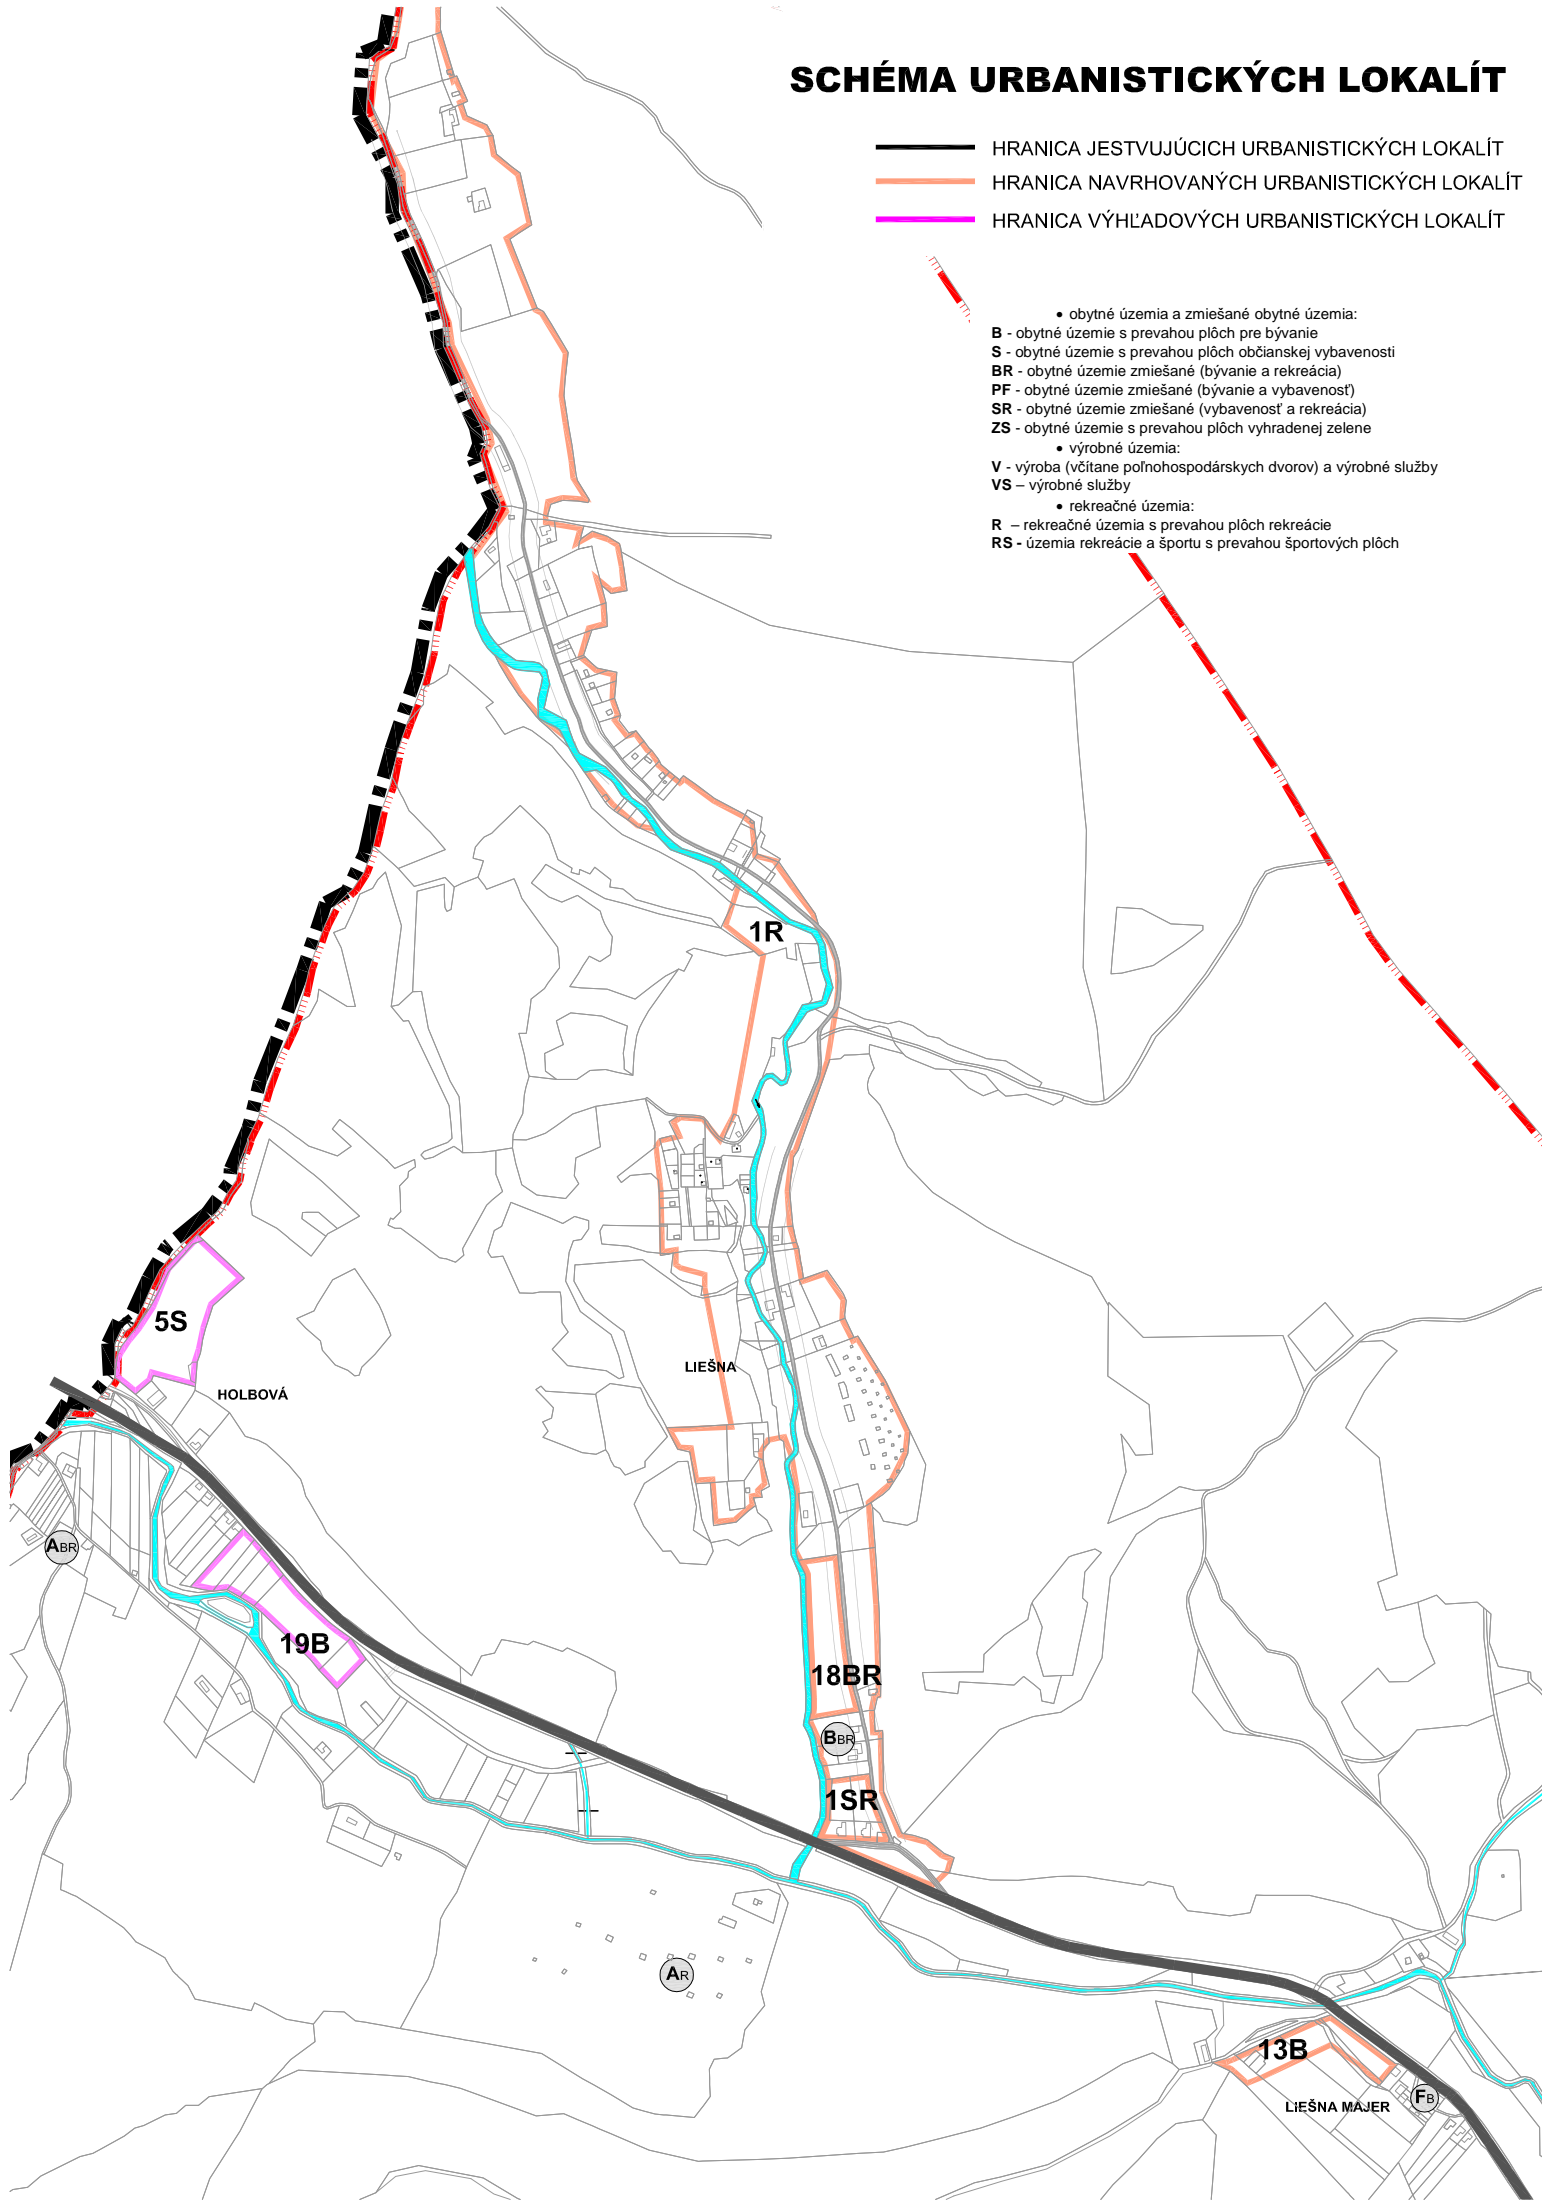 SCHÉMA URBANISTICKÝCH LOKALÍT
HRANICA JESTVUJÚCICH URBANISTICKÝCH LOKALÍT
HRANICA NAVRHOVANÝCH URBANISTICKÝCH LOKALÍT
HRANICA VÝHĽADOVÝCH URBANISTICKÝCH LOKALÍT
• obytné územia a zmiešané obytné územia:
B - obytné územie s prevahou plôch pre bývanie
S - obytné územie s prevahou plôch občianskej vybavenosti
BR - obytné územie zmiešané (bývanie a rekreácia)
PF - obytné územie zmiešané (bývanie a vybavenosť)
SR - obytné územie zmiešané (vybavenosť a rekreácia)
ZS - obytné územie s prevahou plôch vyhradenej zelene
• výrobné územia:
V - výroba (včítane poľnohospodárskych dvorov) a výrobné služby
VS – výrobné služby
• rekreačné územia:
R – rekreačné územia s prevahou plôch rekreácie
RS - územia rekreácie a športu s prevahou športových plôch
1R
5S
LIEŠNA
HOLBOVÁ
ABR
19B
18BR
BBR
1SR
AR
13B
FB
LIEŠNA MAJER